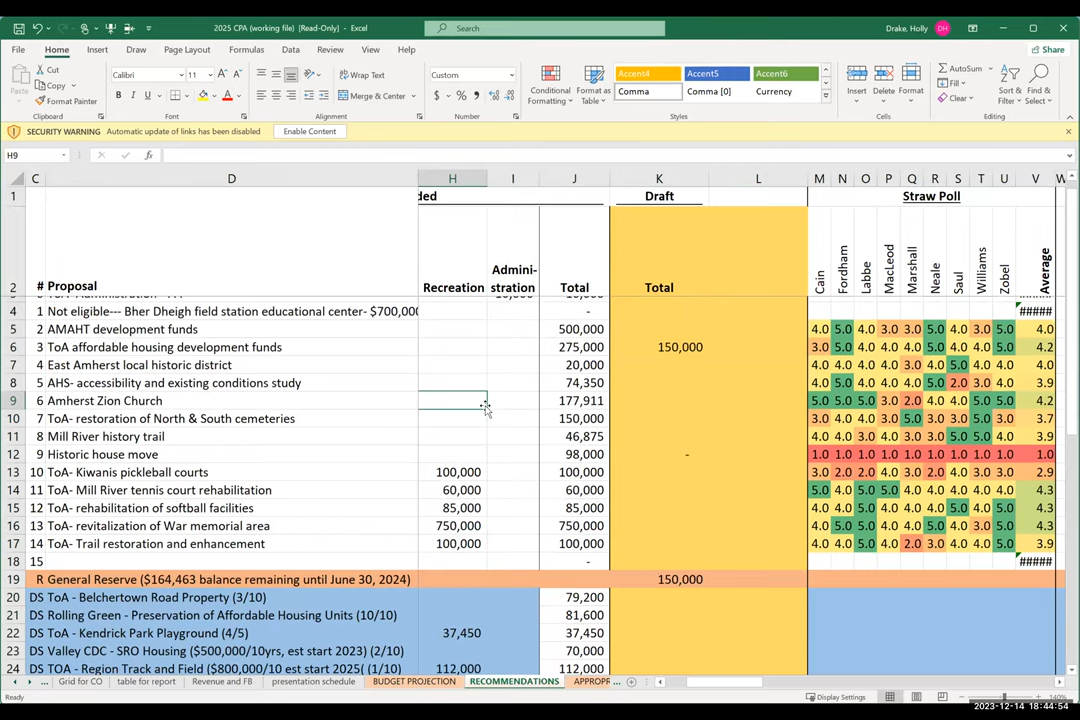 2025 CPA (working file) [Read-Only] - Excel
Search
Drake, Holly DH
File Home Insert Draw Page Layout Formulas Data Review View Help Share
Cut
Copy
Format Painter
Paste
Calibri 11
Wrap Text
Merge & Center
Custom
Conditional Formatting
Format as Table
Accent4 Accent5 Accent6
Comma Comma [0] Currency
Insert Delete Format
AutoSum
Fill
Clear
Sort & Filter
Find & Select
Clipboard Font Alignment Number Styles Cells Editing
SECURITY WARNING Automatic update of links has been disabled Enable Content
H9 fx
C D H I J K L M N O P Q R S T U V W
1 ded Draft Straw Poll
2 # Proposal Recreation Admini-stration Total Total Cain Fordham Labbe MacLeod Marshall Neale Saul Williams Zobel Average
4 1 Not eligible--- Bher Dheigh field station educational center- $700,000 - #####
5 2 AMAHT development funds 500,000 4.0 5.0 4.0 3.0 3.0 5.0 4.0 3.0 5.0 4.0
6 3 ToA affordable housing development funds 275,000 150,000 3.0 5.0 4.0 4.0 4.0 5.0 4.0 4.0 5.0 4.2
7 4 East Amherst local historic district 20,000 4.0 4.0 4.0 4.0 3.0 4.0 5.0 4.0 4.0 4.0
8 5 AHS- accessibility and existing conditions study 74,350 4.0 5.0 4.0 4.0 4.0 5.0 2.0 3.0 4.0 3.9
9 6 Amherst Zion Church 177,911 5.0 5.0 5.0 3.0 2.0 4.0 4.0 5.0 5.0 4.2
10 7 ToA- restoration of North & South cemeteries 150,000 3.0 4.0 4.0 3.0 5.0 3.0 4.0 4.0 3.0 3.7
11 8 Mill River history trail 46,875 4.0 4.0 3.0 4.0 3.0 3.0 5.0 5.0 4.0 3.9
12 9 Historic house move 98,000 - 1.0 1.0 1.0 1.0 1.0 1.0 1.0 1.0 1.0 1.0
13 10 ToA- Kiwanis pickleball courts 100,000 100,000 3.0 2.0 2.0 4.0 3.0 3.0 4.0 3.0 3.0 2.9
14 11 ToA- Mill River tennis court rehabilitation 60,000 60,000 5.0 4.0 5.0 5.0 4.0 4.0 4.0 4.0 4.0 4.3
15 12 ToA- rehabilitation of softball facilities 85,000 85,000 4.0 4.0 5.0 4.0 4.0 4.0 5.0 4.0 5.0 4.3
16 13 ToA- revitalization of War memorial area 750,000 750,000 4.0 5.0 5.0 4.0 4.0 5.0 4.0 3.0 5.0 4.3
17 14 ToA- Trail restoration and enhancement 100,000 100,000 4.0 4.0 5.0 4.0 2.0 3.0 4.0 4.0 5.0 3.9
18 15 - #####
19 R General Reserve ($164,463 balance remaining until June 30, 2024) 150,000
20 DS ToA - Belchertown Road Property (3/10) 79,200
21 DS Rolling Green - Preservation of Affordable Housing Units (10/10) 81,600
22 DS ToA - Kendrick Park Playground (4/5) 37,450 37,450
23 DS Valley CDC - SRO Housing ($500,000/10yrs, est start 2023) (2/10) 70,000
24 DS TOA - Region Track and Field ($800,000/10 est start 2025( (1/10) 112,000 112,000
... Grid for CO table for report Revenue and FB presentation schedule BUDGET PROJECTION RECOMMENDATIONS APPROPR ...
Ready Display Settings 140%
2023-12-14 18:44:54